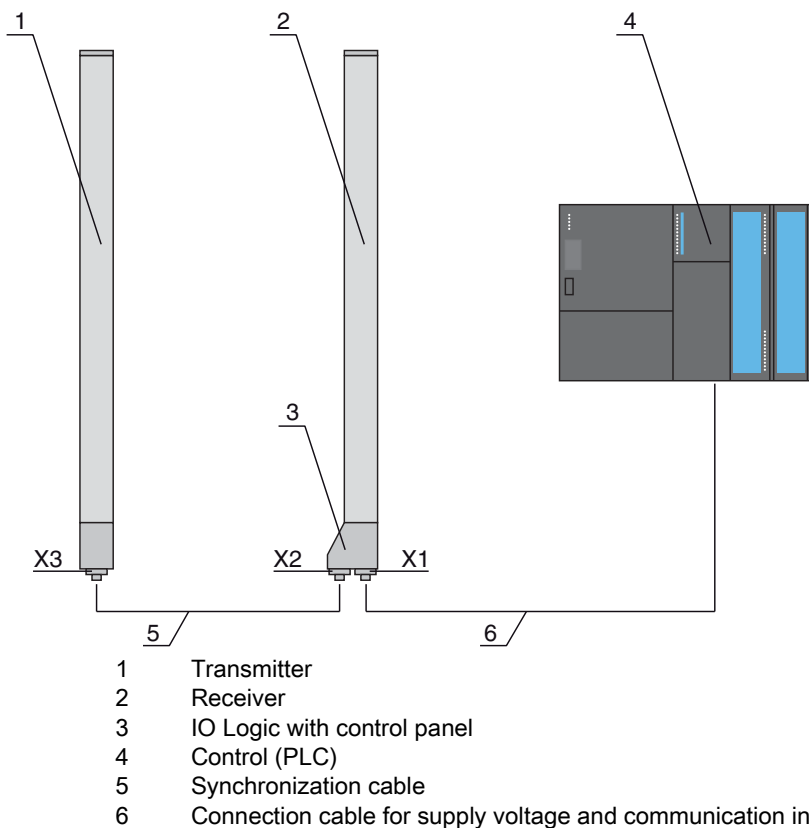 1 2 4
3
X3 X2 X1
5 6
1 Transmitter
2 Receiver
3 IO Logic with control panel
4 Control (PLC)
5 Synchronization cable
6 Connection cable for supply voltage and communication in